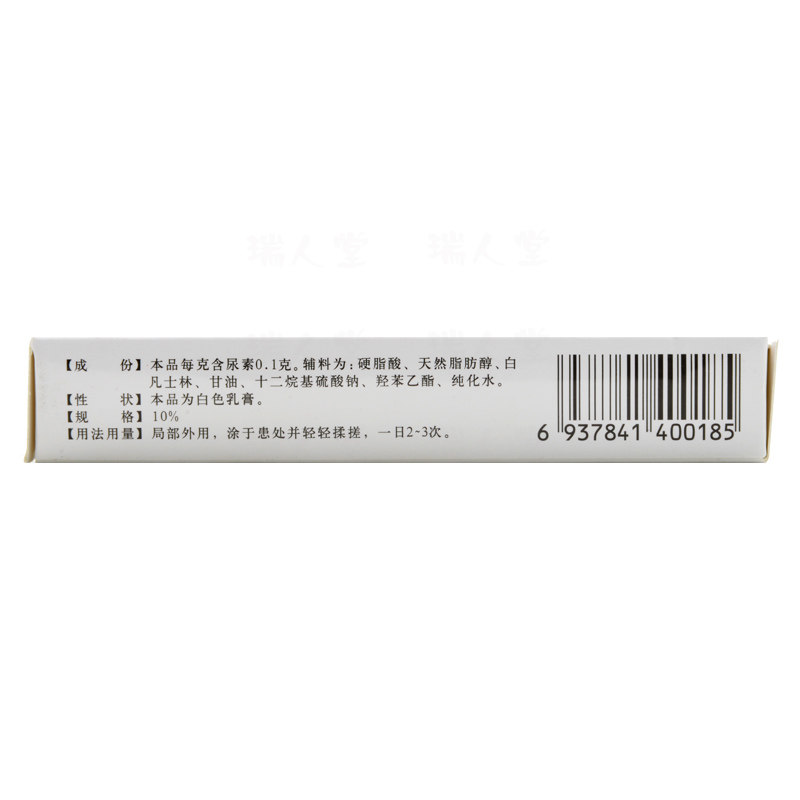 瑞人堂 瑞人堂
【成 份】本品每克含尿素0.1克。辅料为:硬脂酸、天然脂肪醇、白
凡士林、甘油、十二烷基硫酸钠、羟苯乙酯、纯化水。
【性 状】本品为白色乳膏。
【规 格】10%
【用法用量】局部外用，涂于患处并轻轻揉搓，一日2~3次。
6 937841 400185